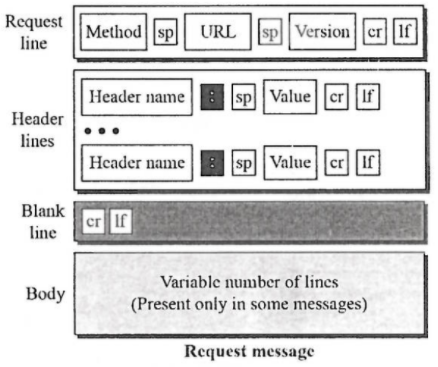 Request line
Method sp URL sp Version cr lf
Header lines
Header name : sp Value cr lf
• • •
Header name : sp Value cr lf
Blank line
cr lf
Body
Variable number of lines
(Present only in some messages)
Request message